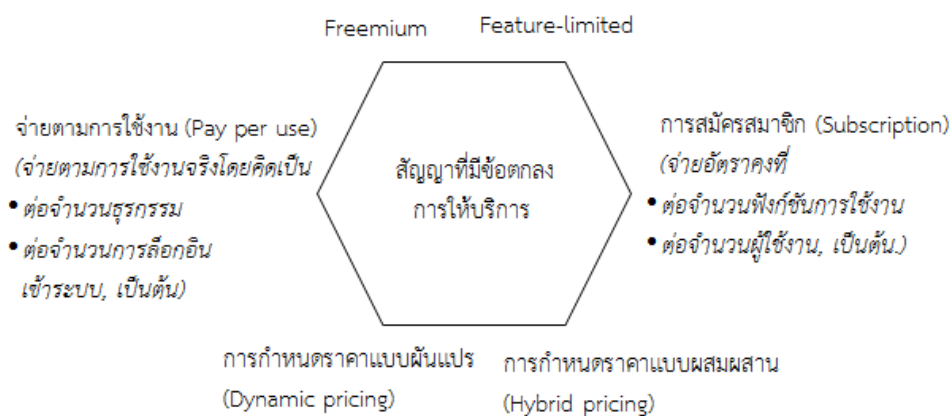 Freemium
Feature-limited
จ่ายตามการใช้งาน (Pay per use)
(จ่ายตามการใช้งานจริงโดยคิดเป็น
• ต่อจำนวนธุรกรรม
• ต่อจำนวนการล็อกอิน
เข้าระบบ, เป็นต้น)
สัญญาที่มีข้อตกลง
การให้บริการ
การสมัครสมาชิก (Subscription)
(จ่ายอัตราคงที่
• ต่อจำนวนฟังก์ชันการใช้งาน
• ต่อจำนวนผู้ใช้งาน, เป็นต้น.)
การกำหนดราคาแบบผันแปร
(Dynamic pricing)
การกำหนดราคาแบบผสมผสาน
(Hybrid pricing)